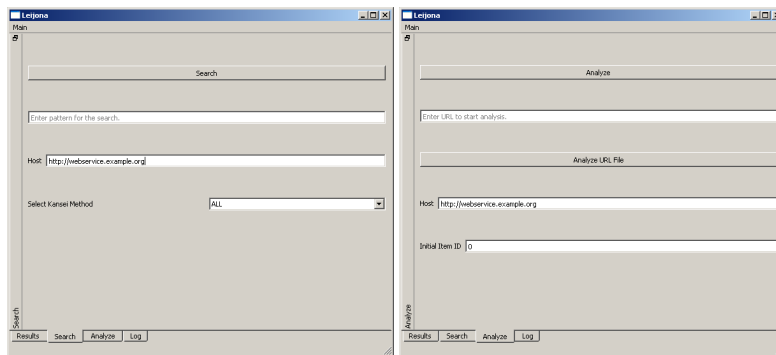 Leijona
Main
Search
Enter pattern for the search.
Host http://webservice.example.org
Select Kansei Method ALL
Search
Results Search Analyze Log
Leijona
Main
Analyze
Enter URL to start analysis.
Analyze URL File
Host http://webservice.example.org
Initial Item ID 0
Analyze
Results Search Analyze Log